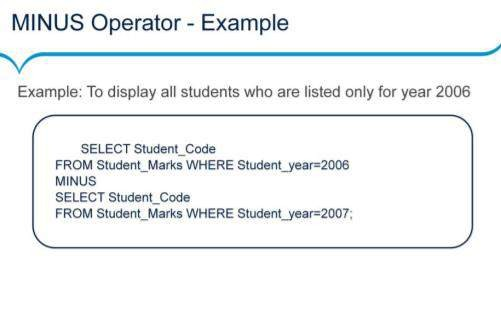 MINUS Operator - Example
Example: To display all students who are listed only for year 2006
SELECT Student_Code
FROM Student_Marks WHERE Student_year=2006
MINUS
SELECT Student_Code
FROM Student_Marks WHERE Student_year=2007;